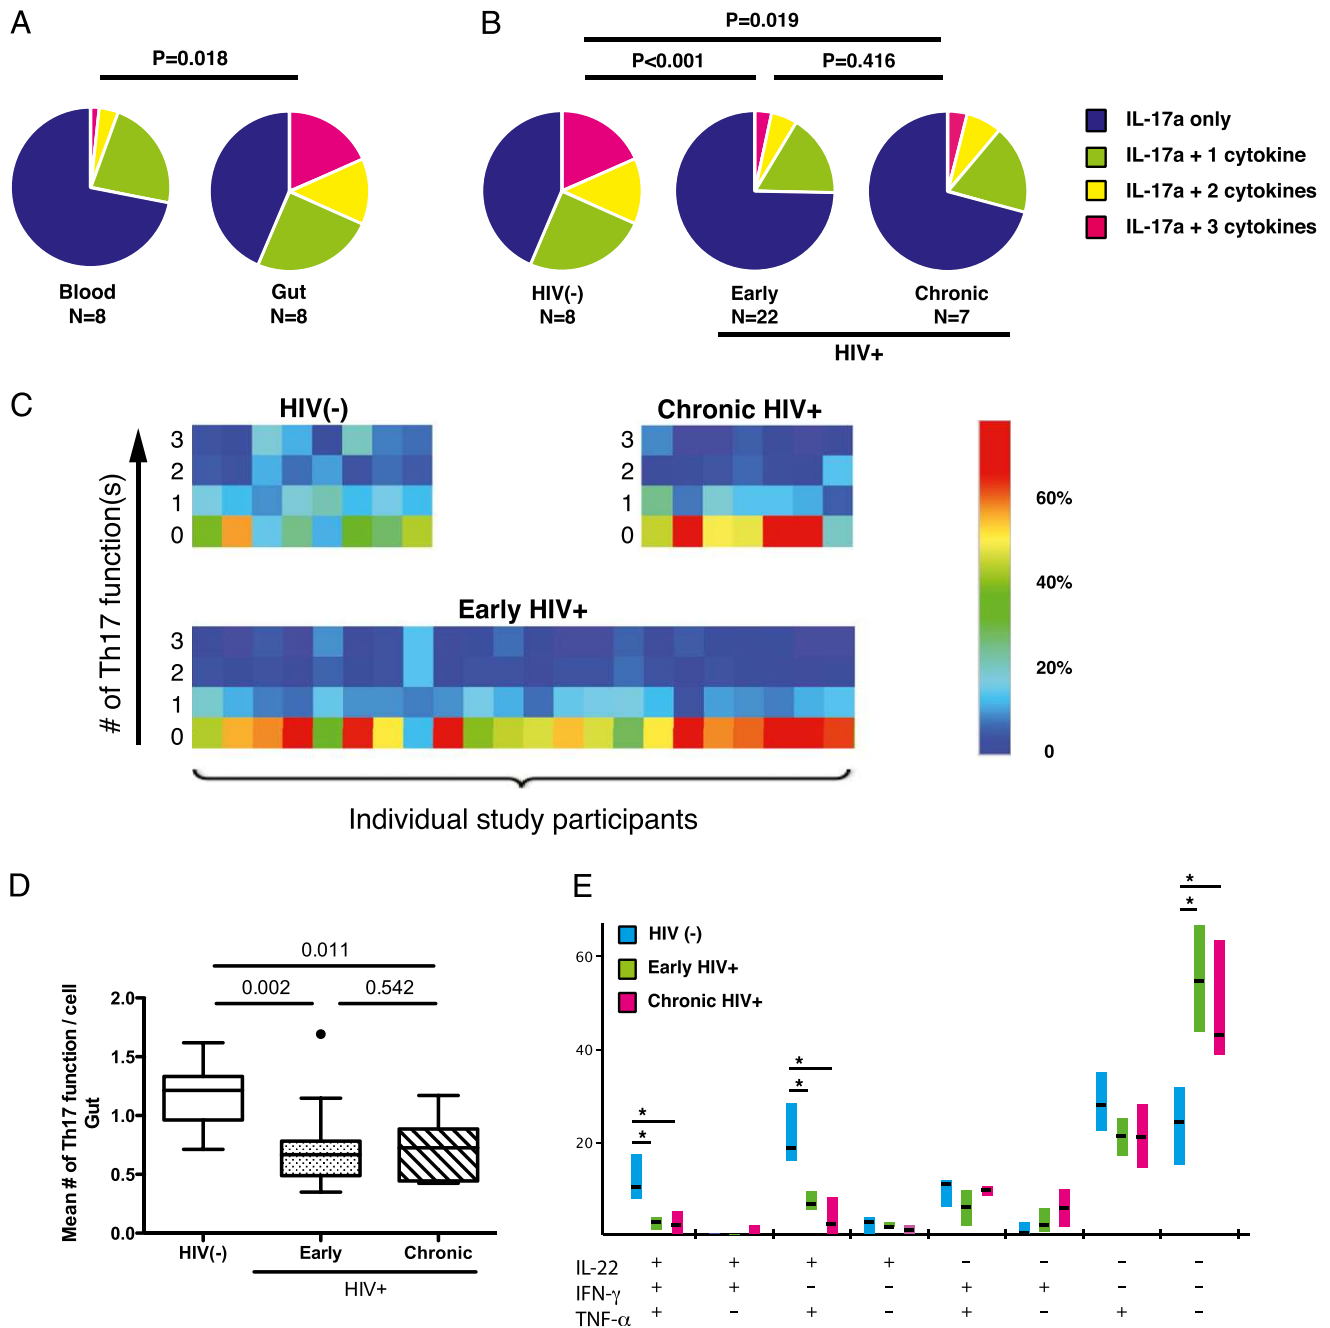 A
P=0.018
Blood
N=8
Gut
N=8
B
P=0.019
P<0.001
P=0.416
HIV(-)
N=8
Early
N=22
Chronic
N=7
HIV+
IL-17a only
IL-17a + 1 cytokine
IL-17a + 2 cytokines
IL-17a + 3 cytokines
C
# of Th17 function(s)
HIV(-)
3
2
1
0
Chronic HIV+
3
2
1
0
60%
40%
20%
0
Early HIV+
3
2
1
0
Individual study participants
D
Mean # of Th17 function / cell
Gut
0.011
0.002
0.542
2.0
1.5
1.0
0.5
0.0
HIV(-)
Early
Chronic
HIV+
E
HIV (-)
Early HIV+
Chronic HIV+
60
40
20
*
*
*
*
*
*
IL-22 + + + + - - - -
IFN-γ + + - - + + - -
TNF-α + - + - + - + -